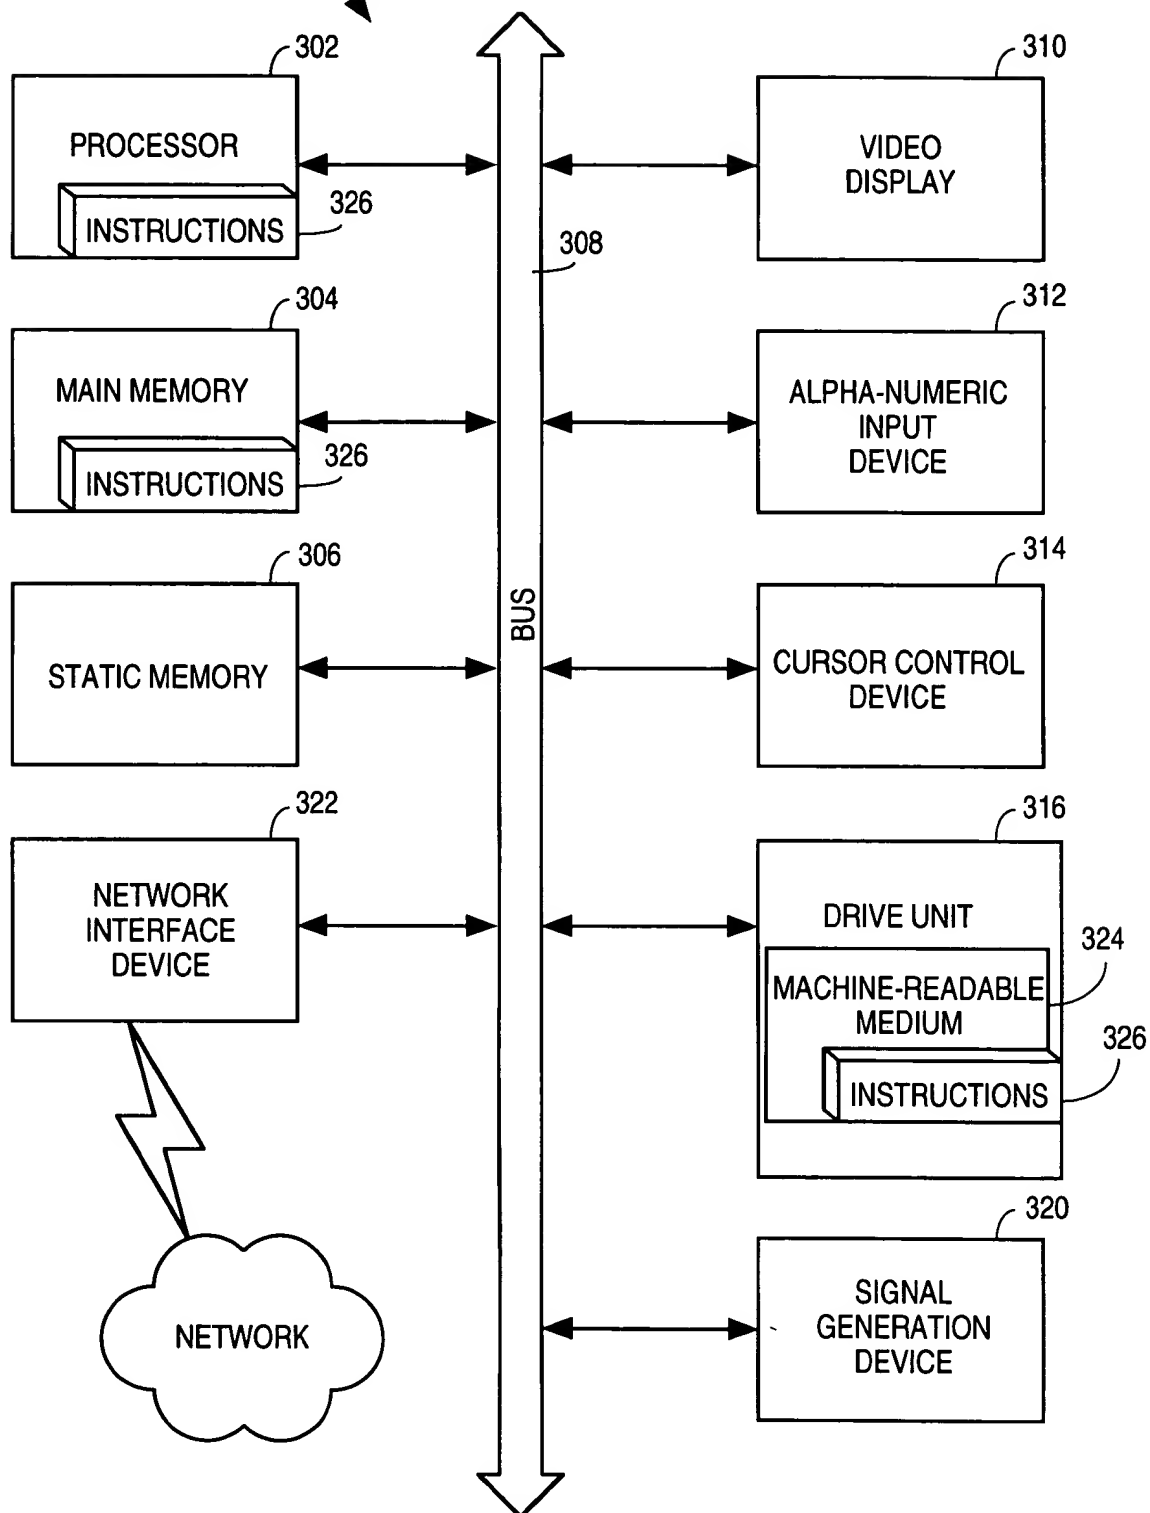 302
PROCESSOR
INSTRUCTIONS
326
304
MAIN MEMORY
INSTRUCTIONS
326
306
STATIC MEMORY
322
NETWORK
INTERFACE
DEVICE
NETWORK
308
BUS
310
VIDEO
DISPLAY
312
ALPHA-NUMERIC
INPUT
DEVICE
314
CURSOR CONTROL
DEVICE
316
DRIVE UNIT
324
MACHINE-READABLE
MEDIUM
326
INSTRUCTIONS
320
SIGNAL
GENERATION
DEVICE